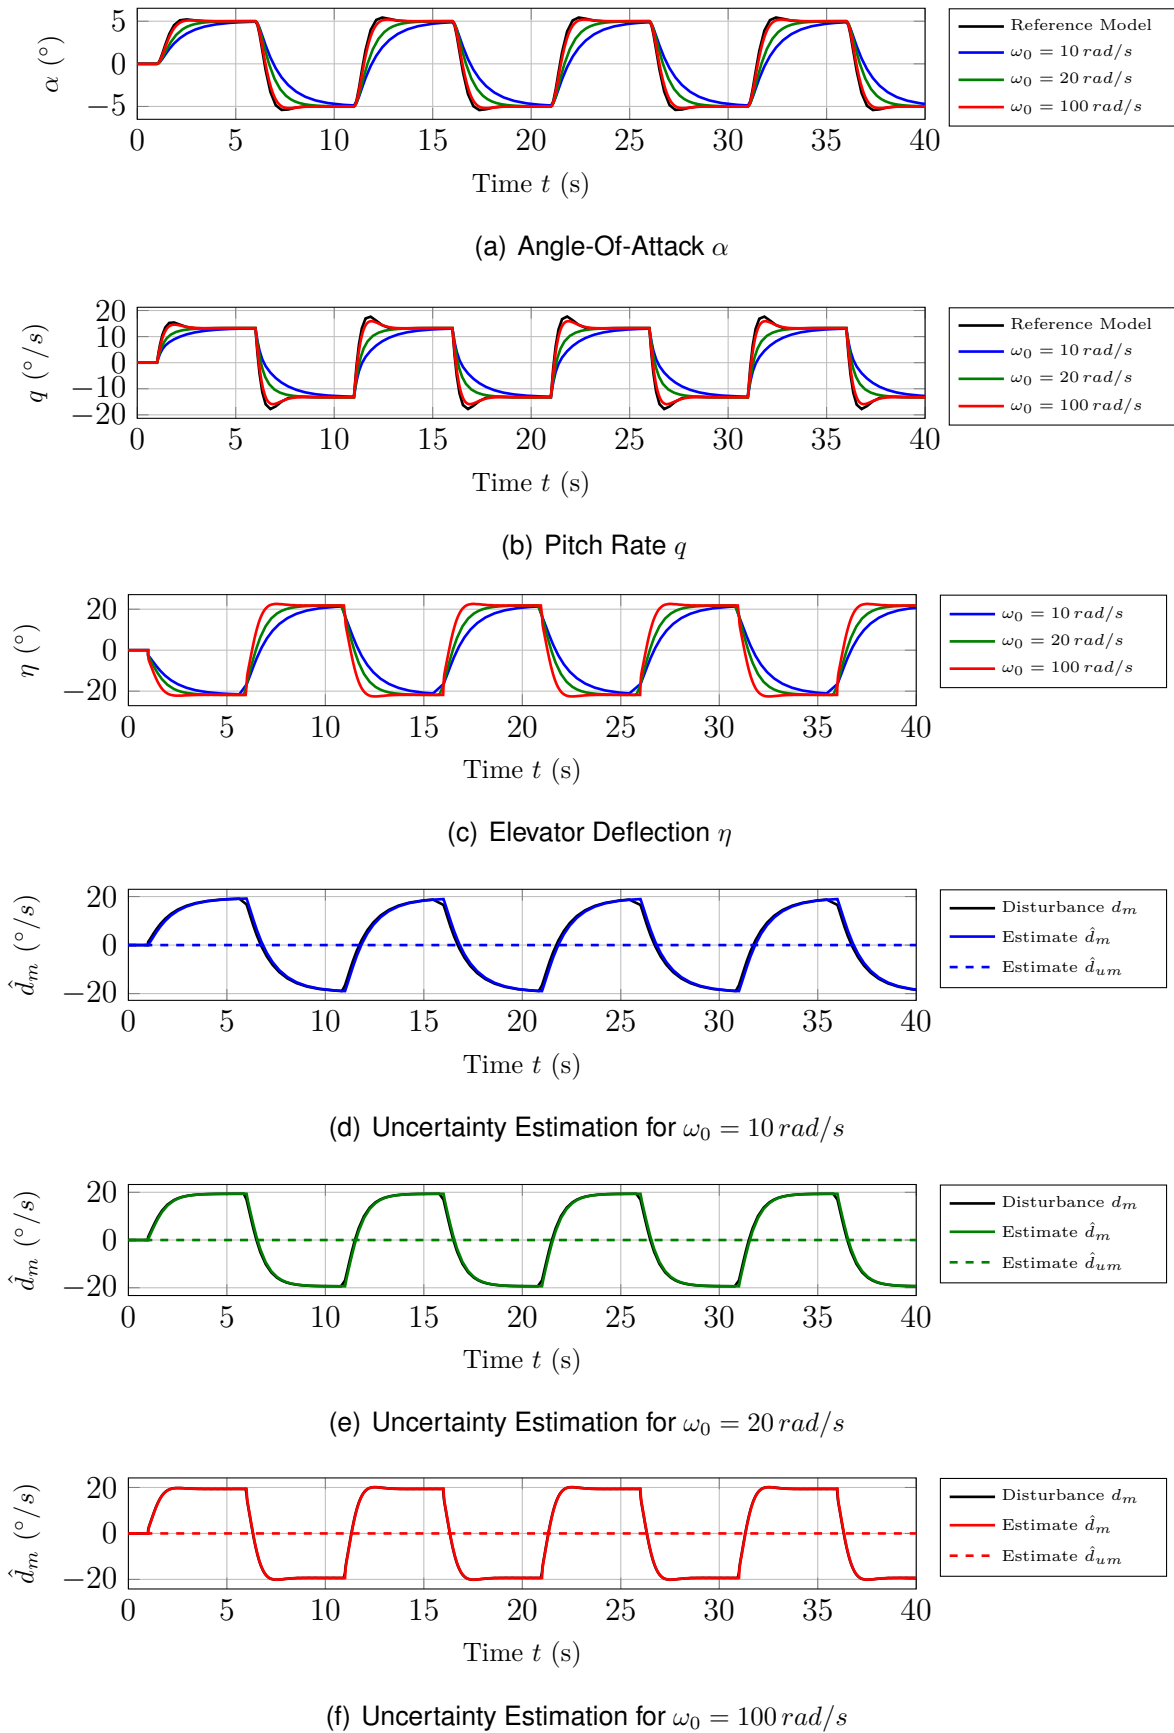 5
0
−5
α (°)
0 5 10 15 20 25 30 35 40
Time t (s)
Reference Model
ω₀ = 10 rad/s
ω₀ = 20 rad/s
ω₀ = 100 rad/s
(a) Angle-Of-Attack α
20
10
0
−10
−20
q (°/s)
0 5 10 15 20 25 30 35 40
Time t (s)
Reference Model
ω₀ = 10 rad/s
ω₀ = 20 rad/s
ω₀ = 100 rad/s
(b) Pitch Rate q
20
0
−20
η (°)
0 5 10 15 20 25 30 35 40
Time t (s)
ω₀ = 10 rad/s
ω₀ = 20 rad/s
ω₀ = 100 rad/s
(c) Elevator Deflection η
20
0
−20
d̂ₘ (°/s)
0 5 10 15 20 25 30 35 40
Time t (s)
Disturbance dₘ
Estimate d̂ₘ
Estimate d̂ᵤₘ
(d) Uncertainty Estimation for ω₀ = 10 rad/s
20
0
−20
d̂ₘ (°/s)
0 5 10 15 20 25 30 35 40
Time t (s)
Disturbance dₘ
Estimate d̂ₘ
Estimate d̂ᵤₘ
(e) Uncertainty Estimation for ω₀ = 20 rad/s
20
0
−20
d̂ₘ (°/s)
0 5 10 15 20 25 30 35 40
Time t (s)
Disturbance dₘ
Estimate d̂ₘ
Estimate d̂ᵤₘ
(f) Uncertainty Estimation for ω₀ = 100 rad/s